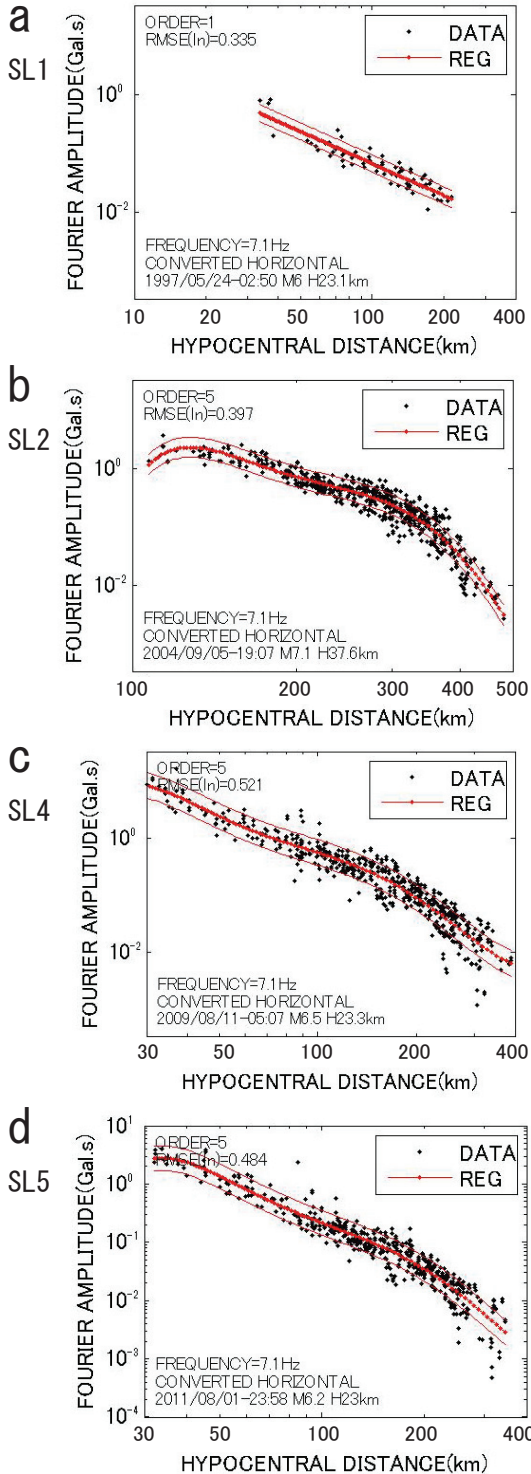 a
SL1
ORDER=1
RMSE(ln)=0.335
DATA
REG
FOURIER AMPLITUDE(Gal.s)
10^0
10^-2
FREQUENCY=7.1Hz
CONVERTED HORIZONTAL
1997/05/24-02:50 M6 H23.1km
10 20 50 100 200 400
HYPOCENTRAL DISTANCE(km)
b
SL2
ORDER=5
RMSE(ln)=0.397
DATA
REG
FOURIER AMPLITUDE(Gal.s)
10^0
10^-2
FREQUENCY=7.1Hz
CONVERTED HORIZONTAL
2004/09/05-19:07 M7.1 H37.6km
100 200 300 400 500
HYPOCENTRAL DISTANCE(km)
c
SL4
ORDER=5
RMSE(ln)=0.521
DATA
REG
FOURIER AMPLITUDE(Gal.s)
10^0
10^-2
FREQUENCY=7.1Hz
CONVERTED HORIZONTAL
2009/08/11-05:07 M6.5 H23.3km
30 50 100 200 400
HYPOCENTRAL DISTANCE(km)
d
SL5
ORDER=5
RMSE(ln)=0.484
DATA
REG
FOURIER AMPLITUDE(Gal.s)
10^1
10^0
10^-1
10^-2
10^-3
10^-4
FREQUENCY=7.1Hz
CONVERTED HORIZONTAL
2011/08/01-23:58 M6.2 H23km
30 50 100 200 400
HYPOCENTRAL DISTANCE(km)